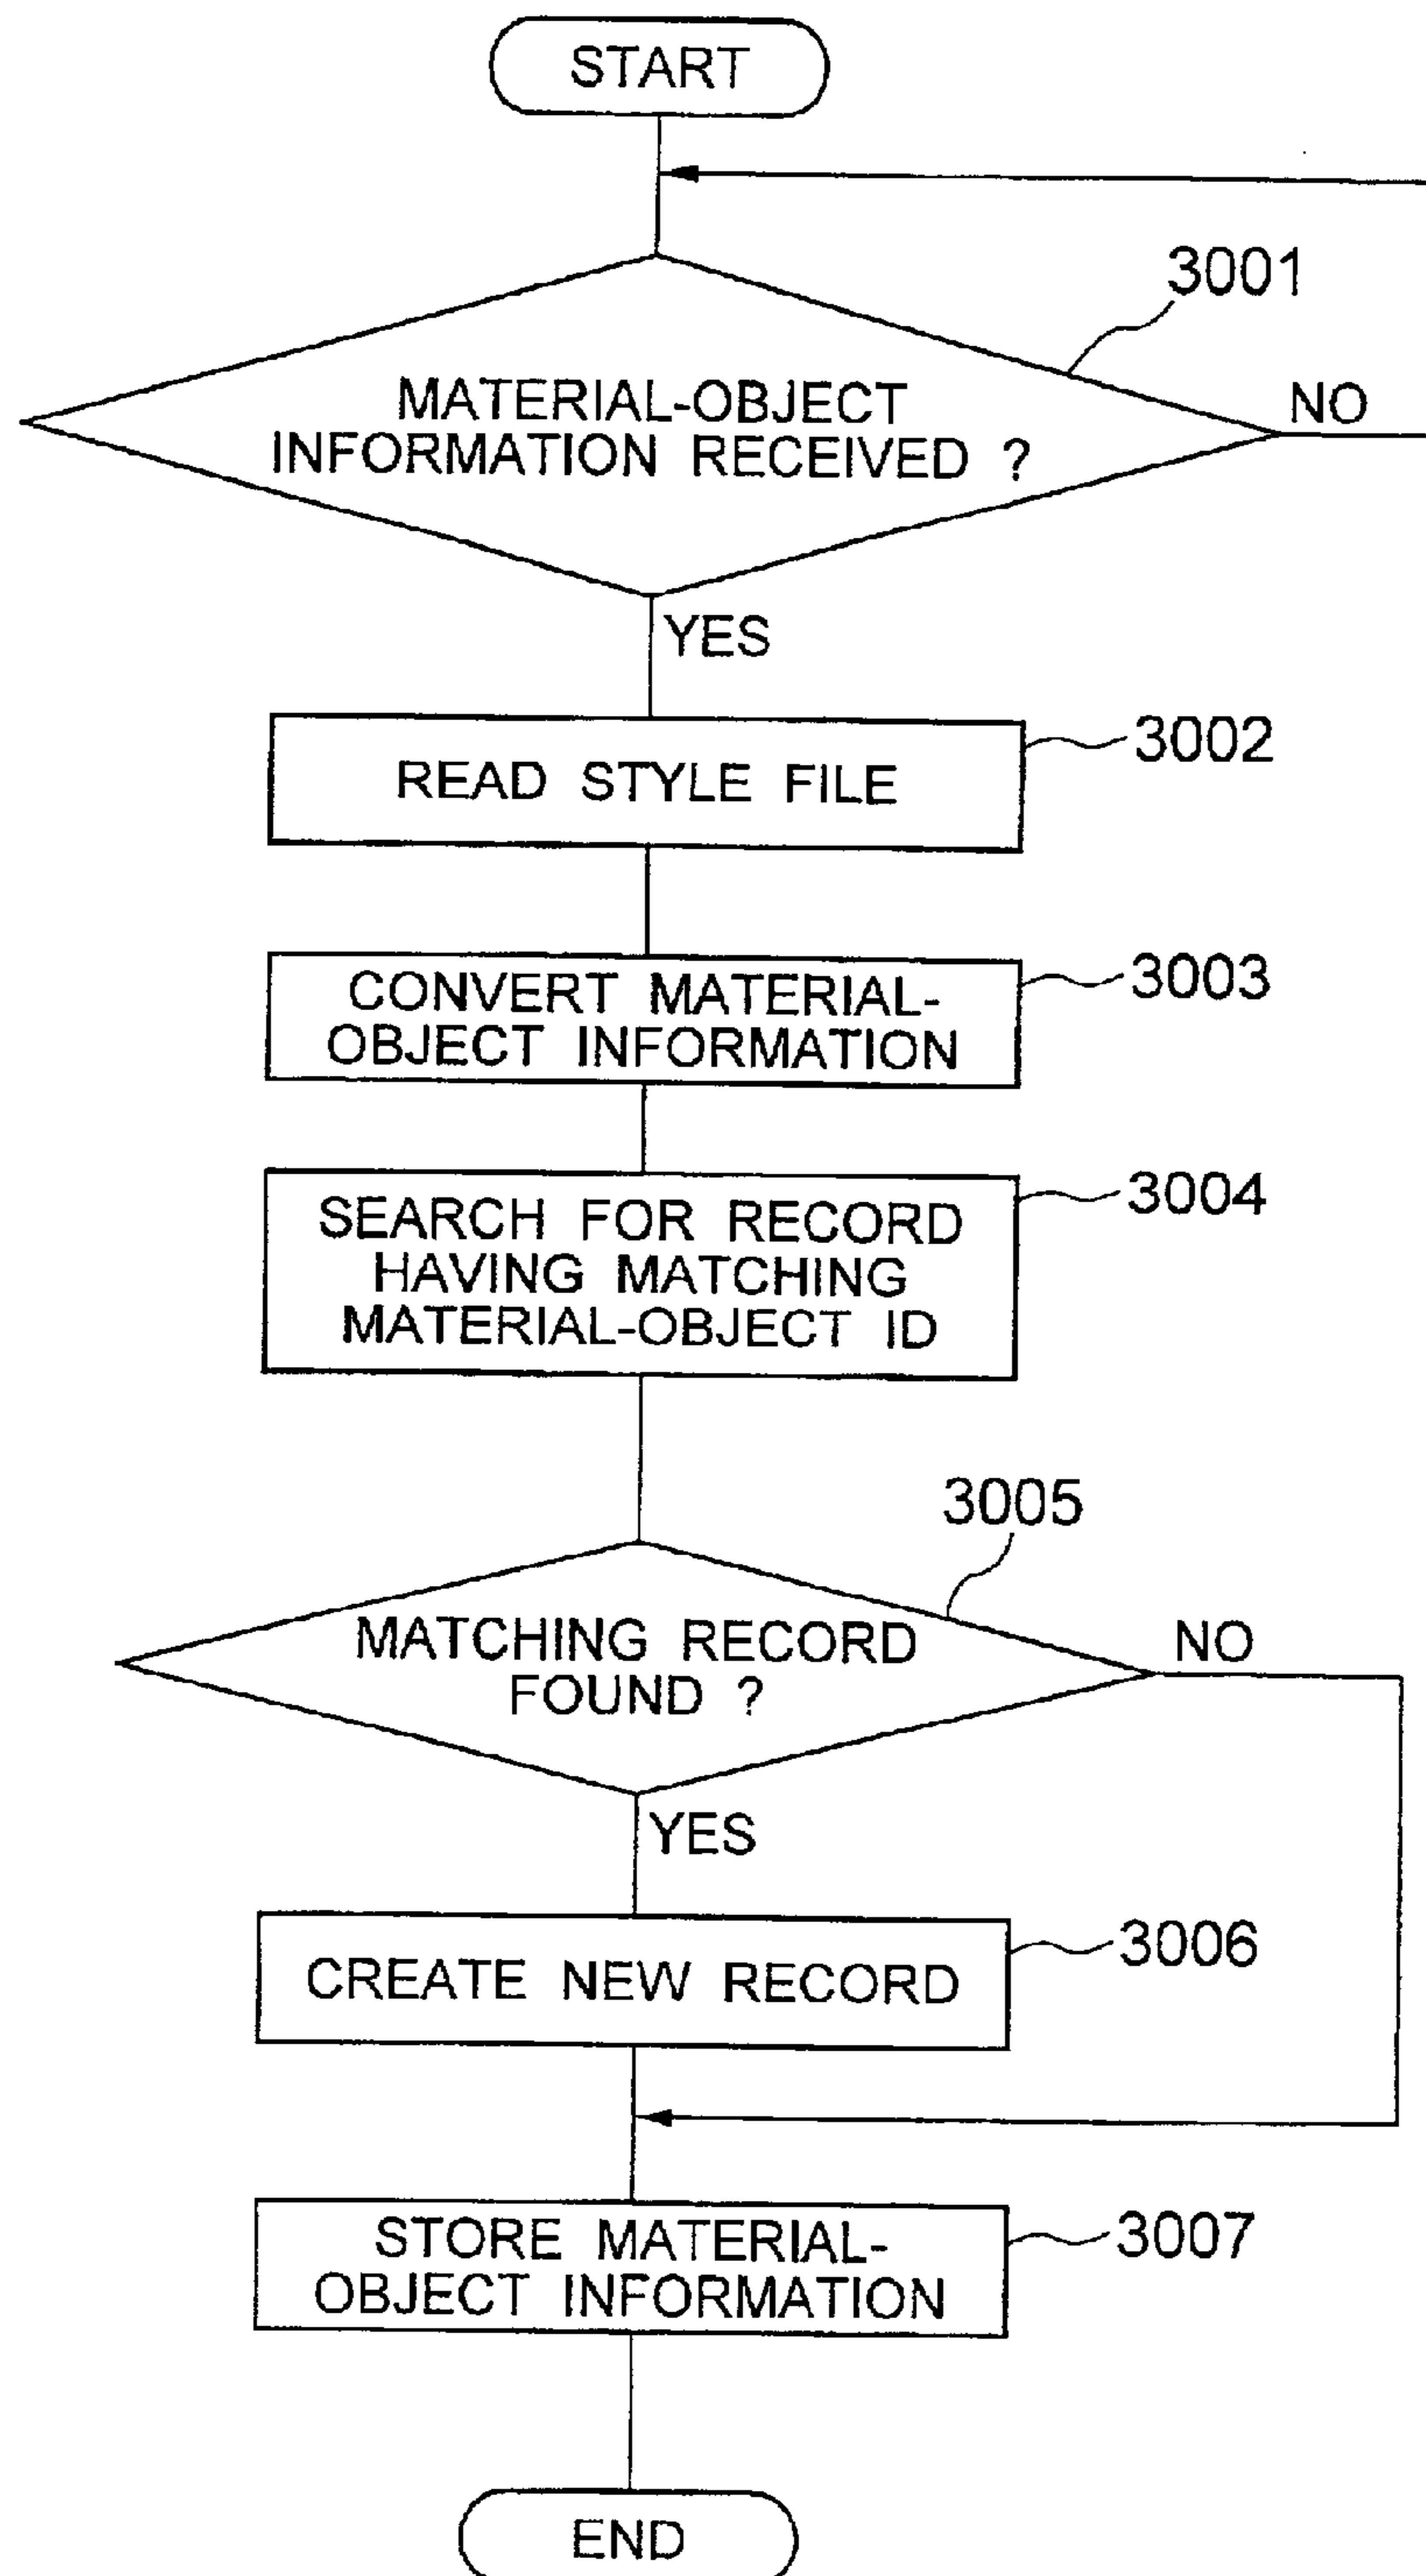 START
3001
MATERIAL-OBJECT
INFORMATION RECEIVED ?
NO
YES
READ STYLE FILE
3002
CONVERT MATERIAL-
OBJECT INFORMATION
3003
SEARCH FOR RECORD
HAVING MATCHING
MATERIAL-OBJECT ID
3004
3005
MATCHING RECORD
FOUND ?
NO
YES
CREATE NEW RECORD
3006
STORE MATERIAL-
OBJECT INFORMATION
3007
END